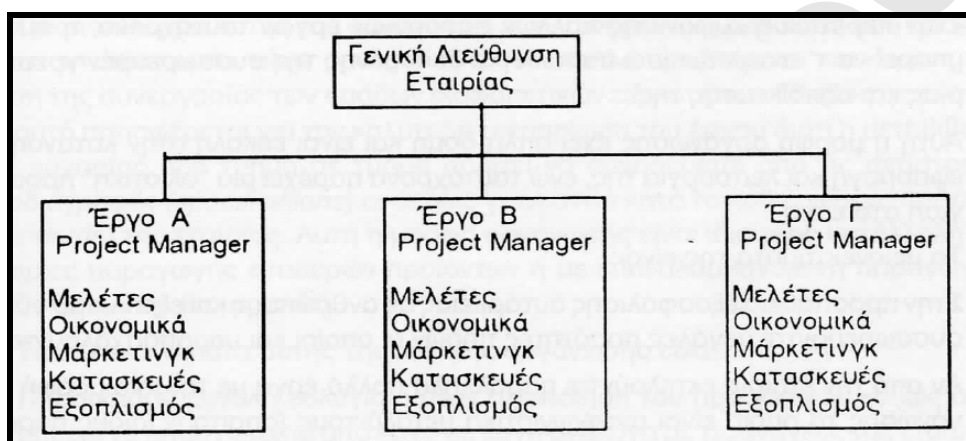 Γενική Διεύθυνση
Εταιρίας
Έργο Α
Project Manager
Μελέτες
Οικονομικά
Μάρκετινγκ
Κατασκευές
Εξοπλισμός
Έργο Β
Project Manager
Μελέτες
Οικονομικά
Μάρκετινγκ
Κατασκευές
Εξοπλισμός
Έργο Γ
Project Manager
Μελέτες
Οικονομικά
Μάρκετινγκ
Κατασκευές
Εξοπλισμός